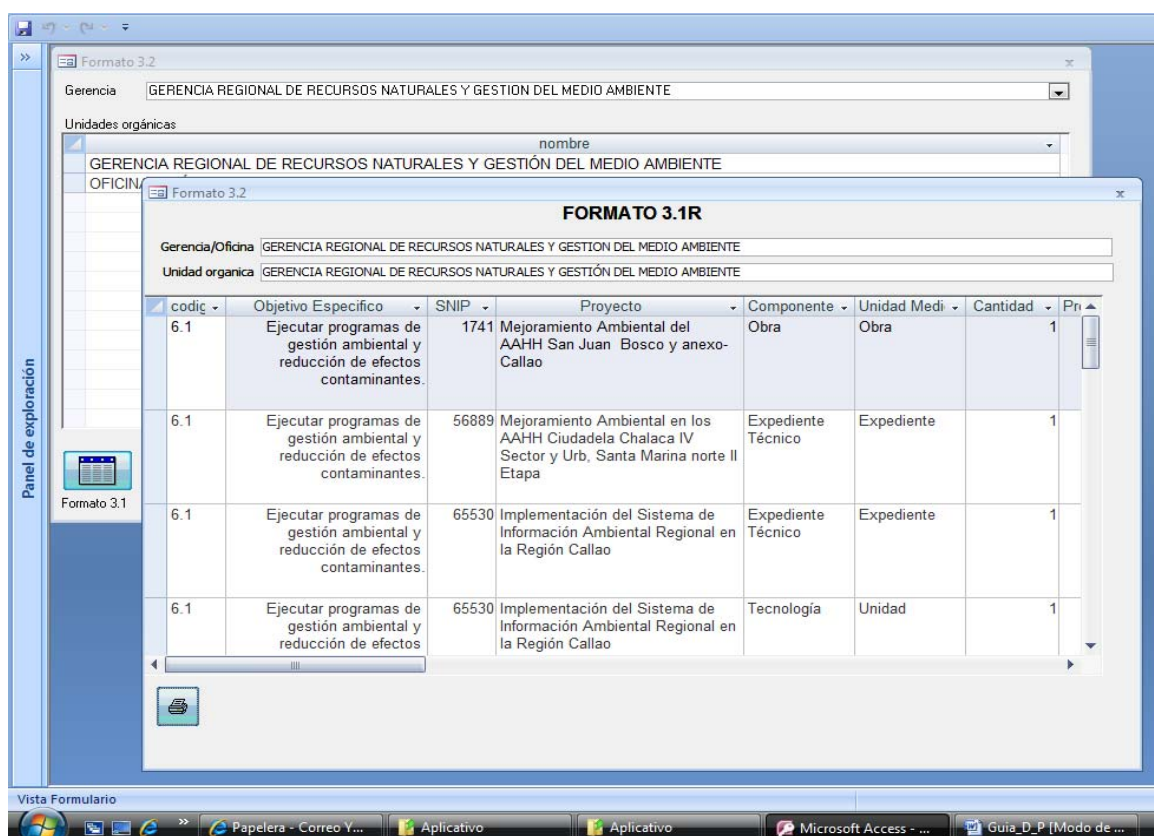 Formato 3.2
Gerencia GERENCIA REGIONAL DE RECURSOS NATURALES Y GESTION DEL MEDIO AMBIENTE
Unidades orgánicas
nombre
GERENCIA REGIONAL DE RECURSOS NATURALES Y GESTIÓN DEL MEDIO AMBIENTE
Formato 3.2
FORMATO 3.1R
Gerencia/Oficina GERENCIA REGIONAL DE RECURSOS NATURALES Y GESTION DEL MEDIO AMBIENTE
Unidad organica GERENCIA REGIONAL DE RECURSOS NATURALES Y GESTIÓN DEL MEDIO AMBIENTE
Objetivo Especifico SNIP Proyecto Componente Unidad Medi Cantidad
6.1 Ejecutar programas de 1741 Mejoramiento Ambiental del Obra Obra 1
gestión ambiental y AAHH San Juan Bosco y anexo-
reducción de efectos Callao
contaminantes.
6.1 Ejecutar programas de 56889 Mejoramiento Ambiental en los Expediente Expediente 1
gestión ambiental y AAHH Ciudadela Chalaca IV Técnico
reducción de efectos Sector y Urb, Santa Marina norte II
contaminantes. Etapa
6.1 Ejecutar programas de 65530 Implementación del Sistema de Expediente Expediente 1
gestión ambiental y Información Ambiental Regional en Técnico
reducción de efectos la Región Callao
contaminantes.
6.1 Ejecutar programas de 65530 Implementación del Sistema de Tecnología Unidad 1
gestión ambiental y Información Ambiental Regional en
reducción de efectos la Región Callao
Panel de exploración
Formato 3.1
Vista Formulario
Papelera - Correo Y... Aplicativo Aplicativo Microsoft Access - ... Guia_D_P [Modo de ...